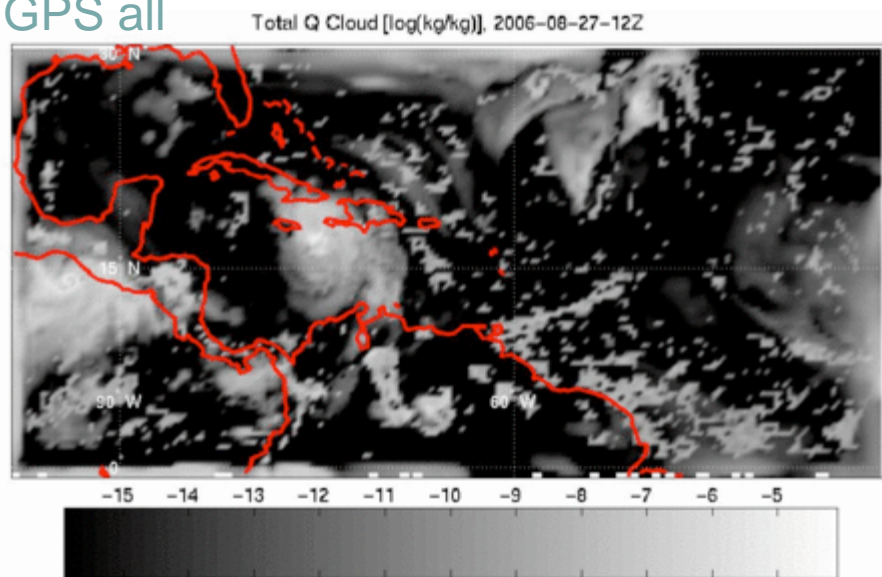 GPS all
Total Q Cloud [log(kg/kg)], 2006-08-27-12Z
30 N
15 N
90 W
60 W
0
-15 -14 -13 -12 -11 -10 -9 -8 -7 -6 -5